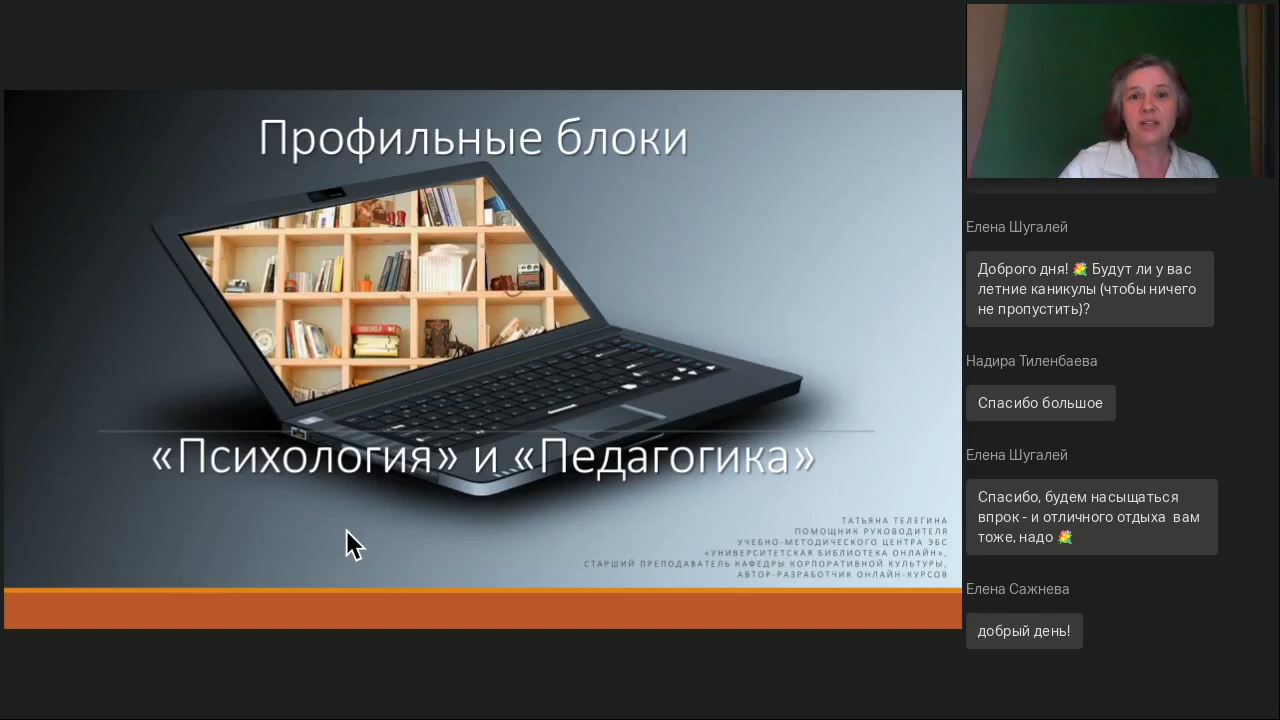 Профильные блоки
«Психология» и «Педагогика»
ТАТЬЯНА ТЕЛЕГИНА
ПОМОЩНИК РУКОВОДИТЕЛЯ
УЧЕБНО-МЕТОДИЧЕСКОГО ЦЕНТРА ЭБС
«УНИВЕРСИТЕТСКАЯ БИБЛИОТЕКА ОНЛАЙН»,
СТАРШИЙ ПРЕПОДАВАТЕЛЬ КАФЕДРЫ КОРПОРАТИВНОЙ КУЛЬТУРЫ,
АВТОР-РАЗРАБОТЧИК ОНЛАЙН-КУРСОВ
Елена Шугалей
Доброго дня! 💐 Будут ли у вас
летние каникулы (чтобы ничего
не пропустить)?
Надира Тиленбаева
Спасибо большое
Елена Шугалей
Спасибо, будем насыщаться
впрок - и отличного отдыха вам
тоже, надо 💐
Елена Сажнева
добрый день!